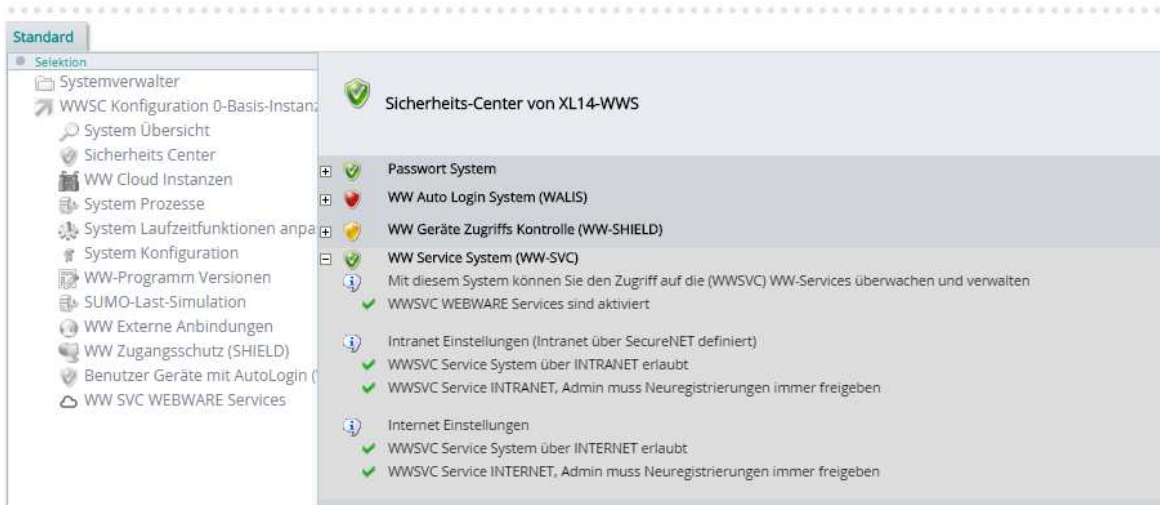 Standard
Selektion
Systemverwalter
WWSC Konfiguration 0-Basis-Instanz
System Übersicht
Sicherheits Center
WW Cloud Instanzen
System Prozesse
System Laufzeitfunktionen anpa
System Konfiguration
WW-Programm Versionen
SUMO-Last-Simulation
WW Externe Anbindungen
WW Zugangsschutz (SHIELD)
Benutzer Geräte mit AutoLogin (
WW SVC WEBWARE Services
Sicherheits-Center von XL14-WWS
Passwort System
WW Auto Login System (WALIS)
WW Geräte Zugriffs Kontrolle (WW-SHIELD)
WW Service System (WW-SVC)
Mit diesem System können Sie den Zugriff auf die (WWSVC) WW-Services überwachen und verwalten
WWSVC WEBWARE Services sind aktiviert
Intranet Einstellungen (Intranet über SecureNET definiert)
WWSVC Service System über INTRANET erlaubt
WWSVC Service INTRANET, Admin muss Neuregistrierungen immer freigeben
Internet Einstellungen
WWSVC Service System über INTERNET erlaubt
WWSVC Service INTERNET, Admin muss Neuregistrierungen immer freigeben